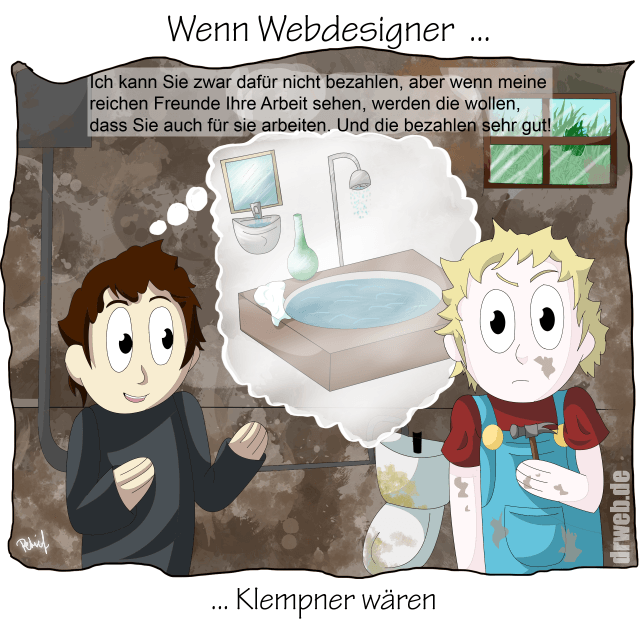 Wenn Webdesigner ...
Ich kann Sie zwar dafür nicht bezahlen, aber wenn meine
reichen Freunde Ihre Arbeit sehen, werden die wollen,
dass Sie auch für sie arbeiten. Und die bezahlen sehr gut!
drweb.de
... Klempner wären